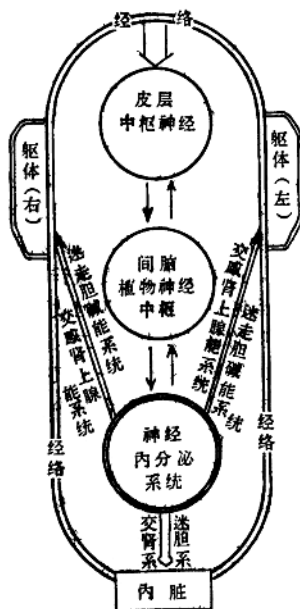 经络
皮层
中枢神经
躯体(右)
躯体(左)
间脑
植物神经
中枢
迷走胆碱能系统
交感肾上腺能系统
交感肾上腺能系统
迷走胆碱能系统
神经
内分泌
系统
经络
经络
交肾系
迷胆系
内脏